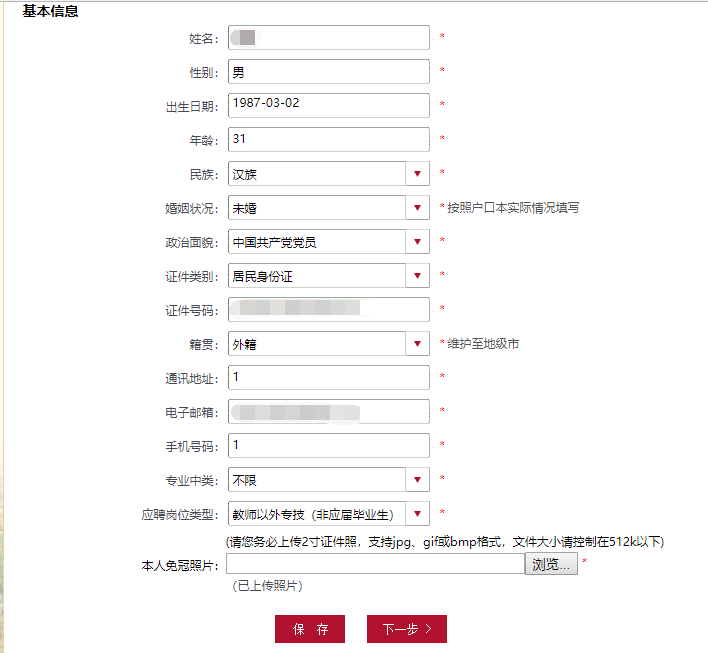 基本信息
姓名： *
性别： 男 *
出生日期： 1987-03-02 *
年龄： 31 *
民族： 汉族 *
婚姻状况： 未婚 *按照户口本实际情况填写
政治面貌： 中国共产党党员 *
证件类别： 居民身份证 *
证件号码： *
籍贯： 外籍 *维护至地级市
通讯地址： 1 *
电子邮箱： *
手机号码： 1 *
专业中类： 不限 *
应聘岗位类型： 教师以外专技（非应届毕业生） *
(请您务必上传2寸证件照，支持jpg、gif或bmp格式，文件大小请控制在512k以下)
本人免冠照片： 浏览... *
（已上传照片）
保 存 下一步 >